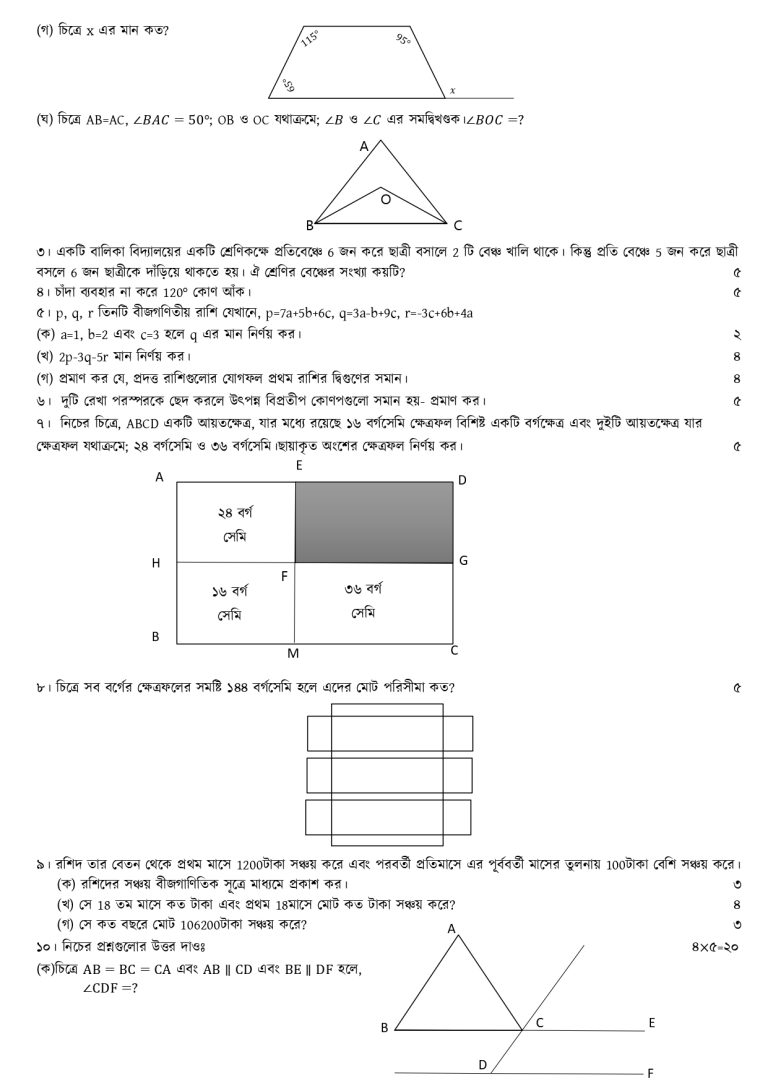 (গ) চিত্রে x এর মান কত?
115° 95°
65°
x
(ঘ) চিত্রে AB=AC, ∠BAC = 50°; OB ও OC যথাক্রমে; ∠B ও ∠C এর সমদ্বিখণ্ডক।∠BOC =?
A
O
B C
৩। একটি বালিকা বিদ্যালয়ের একটি শ্রেণিকক্ষে প্রতিবেঞ্চে 6 জন করে ছাত্রী বসালে 2 টি বেঞ্চ খালি থাকে। কিন্তু প্রতি বেঞ্চে 5 জন করে ছাত্রী
বসলে 6 জন ছাত্রীকে দাঁড়িয়ে থাকতে হয়। ঐ শ্রেণির বেঞ্চের সংখ্যা কয়টি? ৫
৪। চাঁদা ব্যবহার না করে 120° কোণ আঁক। ৫
৫। p, q, r তিনটি বীজগণিতীয় রাশি যেখানে, p=7a+5b+6c, q=3a-b+9c, r=-3c+6b+4a
(ক) a=1, b=2 এবং c=3 হলে q এর মান নির্ণয় কর। ২
(খ) 2p-3q-5r মান নির্ণয় কর। ৪
(গ) প্রমাণ কর যে, প্রদত্ত রাশিগুলোর যোগফল প্রথম রাশির দ্বিগুণের সমান। ৪
৬। দুটি রেখা পরস্পরকে ছেদ করলে উৎপন্ন বিপ্রতীপ কোণপগুলো সমান হয়- প্রমাণ কর। ৫
৭। নিচের চিত্রে, ABCD একটি আয়তক্ষেত্র, যার মধ্যে রয়েছে ১৬ বর্গসেমি ক্ষেত্রফল বিশিষ্ট একটি বর্গক্ষেত্র এবং দুইটি আয়তক্ষেত্র যার
ক্ষেত্রফল যথাক্রমে; ২৪ বর্গসেমি ও ৩৬ বর্গসেমি।ছায়াকৃত অংশের ক্ষেত্রফল নির্ণয় কর। ৫
E
A D
২৪ বর্গ
সেমি
H G
F
১৬ বর্গ ৩৬ বর্গ
সেমি সেমি
B
M C
৮। চিত্রে সব বর্গের ক্ষেত্রফলের সমষ্টি ১৪৪ বর্গসেমি হলে এদের মোট পরিসীমা কত? ৫
৯। রশিদ তার বেতন থেকে প্রথম মাসে 1200টাকা সঞ্চয় করে এবং পরবর্তী প্রতিমাসে এর পূর্ববর্তী মাসের তুলনায় 100টাকা বেশি সঞ্চয় করে।
(ক) রশিদের সঞ্চয় বীজগাণিতিক সূত্রে মাধ্যমে প্রকাশ কর। ৩
(খ) সে 18 তম মাসে কত টাকা এবং প্রথম 18মাসে মোট কত টাকা সঞ্চয় করে? ৪
(গ) সে কত বছরে মোট 106200টাকা সঞ্চয় করে? ৩
A
১০। নিচের প্রশ্নগুলোর উত্তর দাওঃ ৪×৫=২০
(ক)চিত্রে AB = BC = CA এবং AB ∥ CD এবং BE ∥ DF হলে,
∠CDF =?
B C E
D F